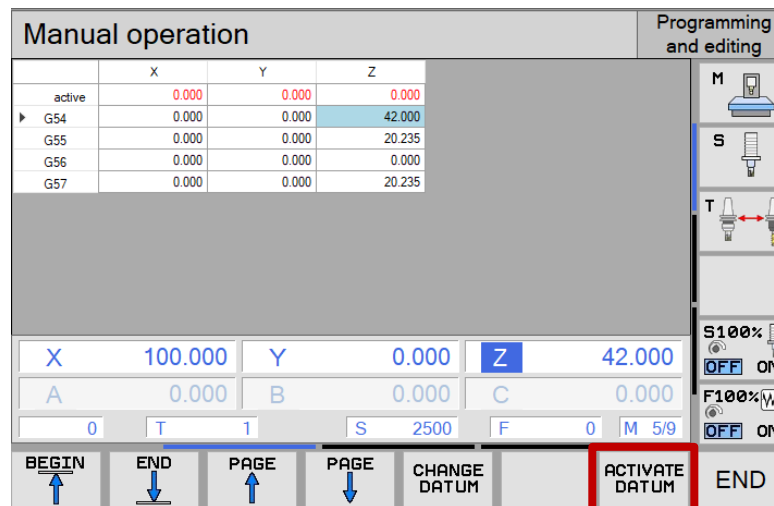 Manual operation
Programming
and editing
X Y Z
active 0.000 0.000 0.000
G54 0.000 0.000 42.000
G55 0.000 0.000 20.235
G56 0.000 0.000 0.000
G57 0.000 0.000 20.235
M
S
T
S100%
OFF ON
F100% W
OFF ON
X 100.000 Y 0.000 Z 42.000
A 0.000 B 0.000 C 0.000
0 T 1 S 2500 F 0 M 5/9
BEGIN END PAGE PAGE CHANGE DATUM ACTIVATE DATUM END